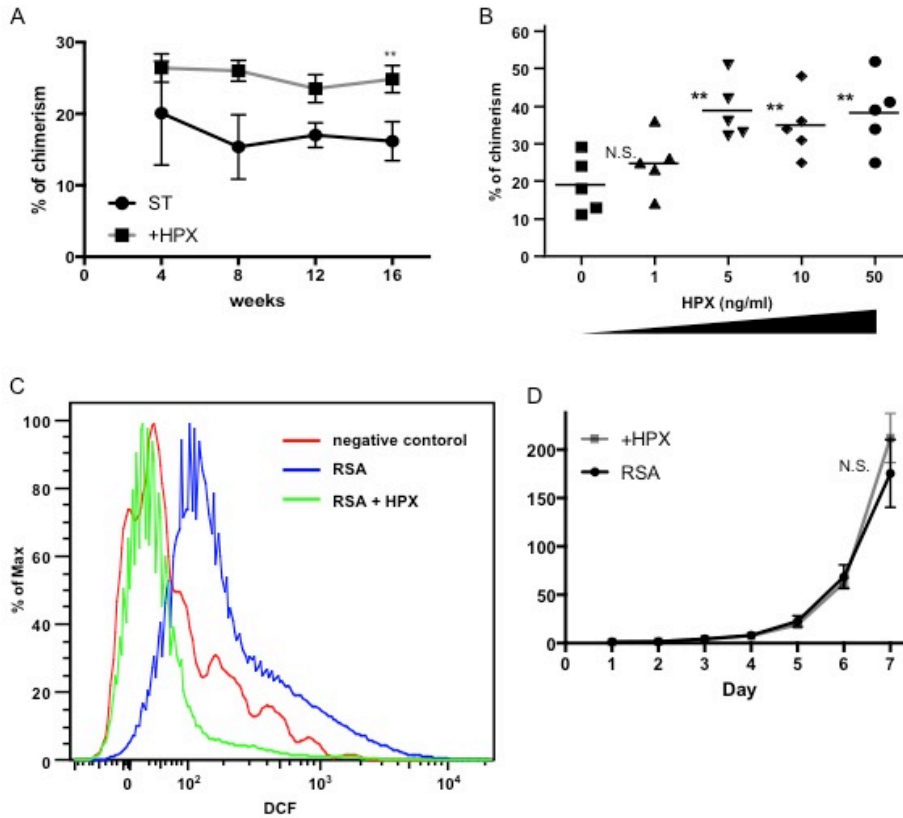 A
30
20
10
0
% of chimerism
**
ST
+HPX
0 4 8 12 16
weeks
B
60
50
40
30
20
10
0
% of chimerism
N.S.
**
**
**
0 1 5 10 50
HPX (ng/ml)
C
100
80
60
40
20
0
% of Max
negative contorol
RSA
RSA + HPX
0 10² 10³ 10⁴
DCF
D
200
150
100
50
0
+HPX
RSA
N.S.
0 1 2 3 4 5 6 7
Day